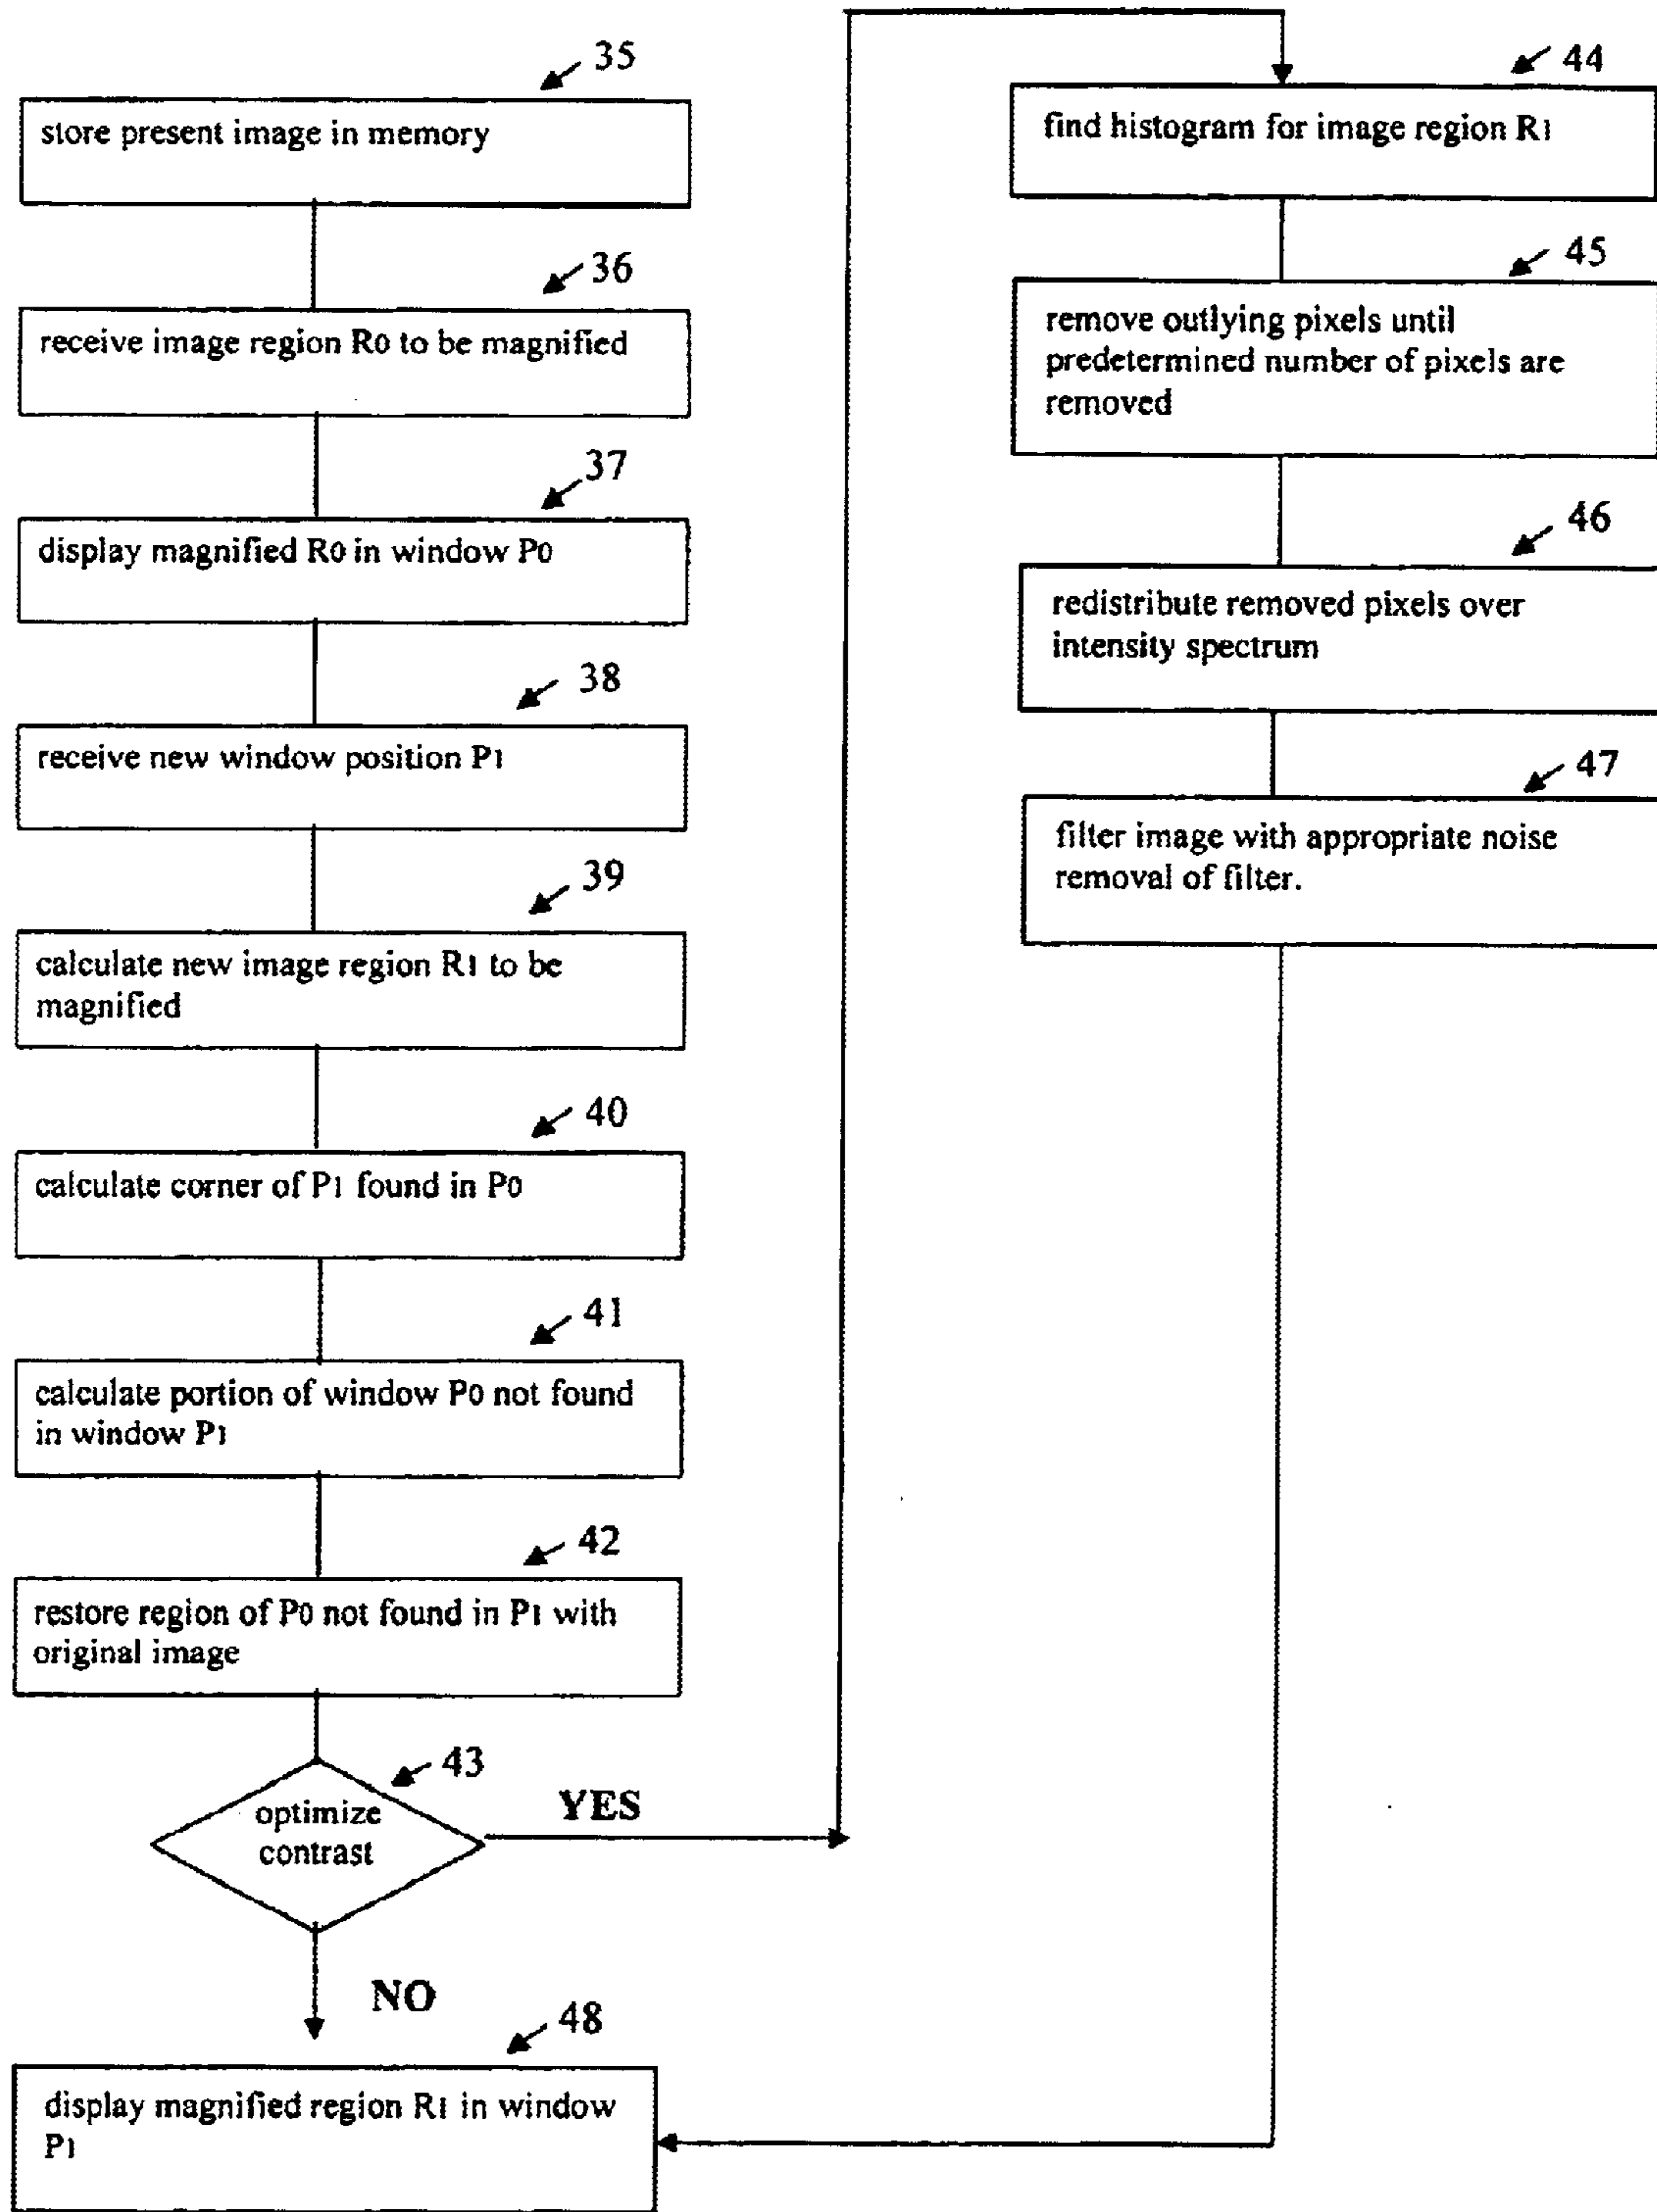 35
store present image in memory
36
receive image region R0 to be magnified
37
display magnified R0 in window P0
38
receive new window position P1
39
calculate new image region R1 to be
magnified
40
calculate corner of P1 found in P0
41
calculate portion of window P0 not found
in window P1
42
restore region of P0 not found in P1 with
original image
43
optimize
contrast
YES
NO
44
find histogram for image region R1
45
remove outlying pixels until
predetermined number of pixels are
removed
46
redistribute removed pixels over
intensity spectrum
47
filter image with appropriate noise
removal of filter.
48
display magnified region R1 in window
P1